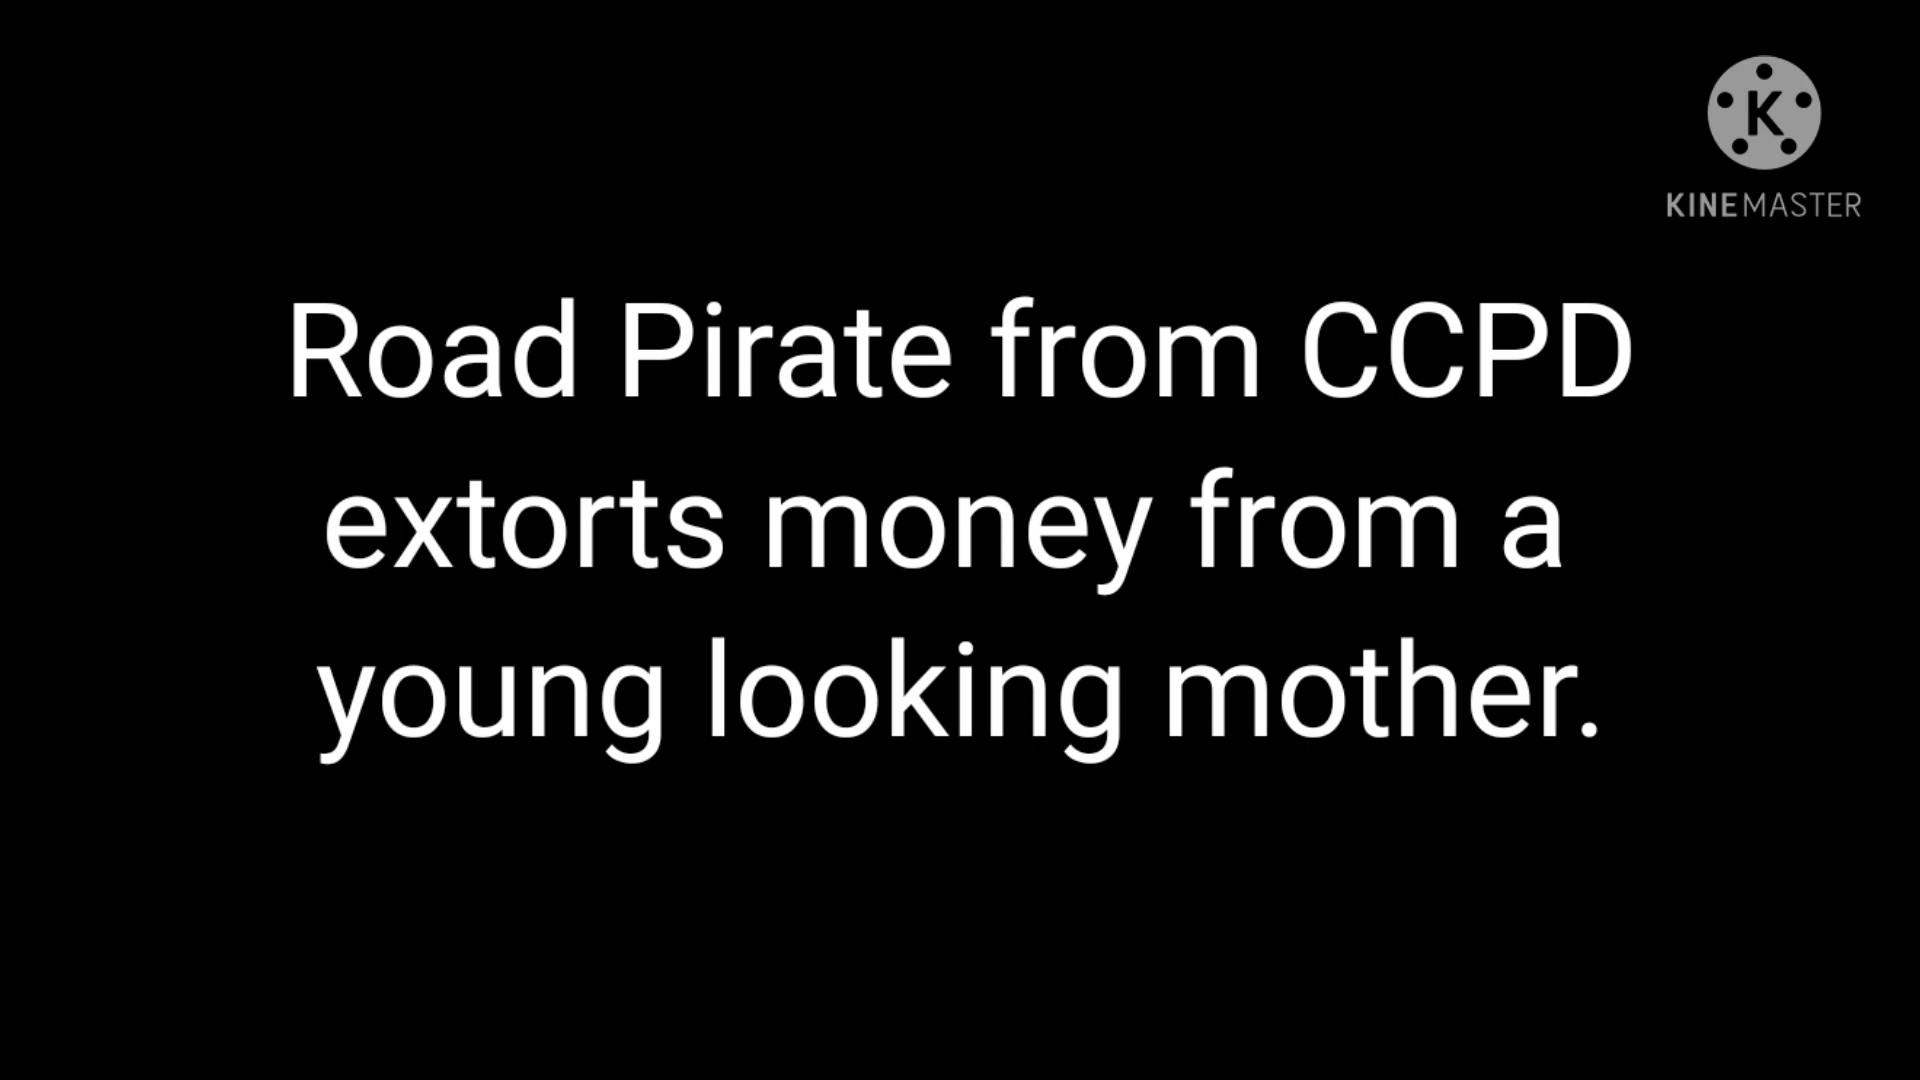 K
KINEMASTER
Road Pirate from CCPD
extorts money from a
young looking mother.